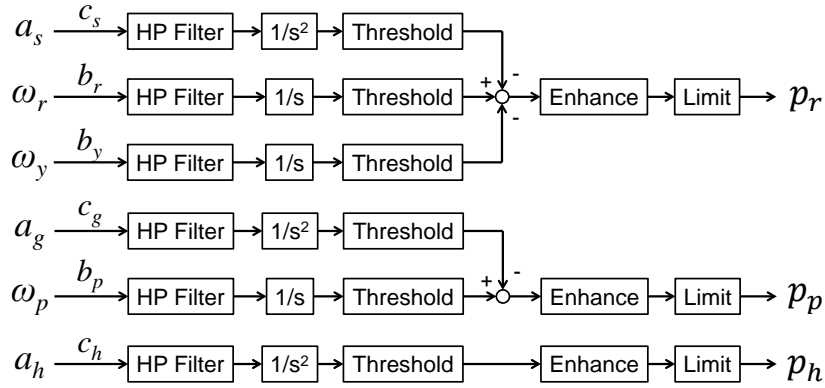 a_s c_s HP Filter 1/s² Threshold
-
ω_r b_r HP Filter 1/s Threshold + Enhance Limit p_r
-
ω_y b_y HP Filter 1/s Threshold
a_g c_g HP Filter 1/s² Threshold
-
ω_p b_p HP Filter 1/s Threshold + Enhance Limit p_p
a_h c_h HP Filter 1/s² Threshold Enhance Limit p_h